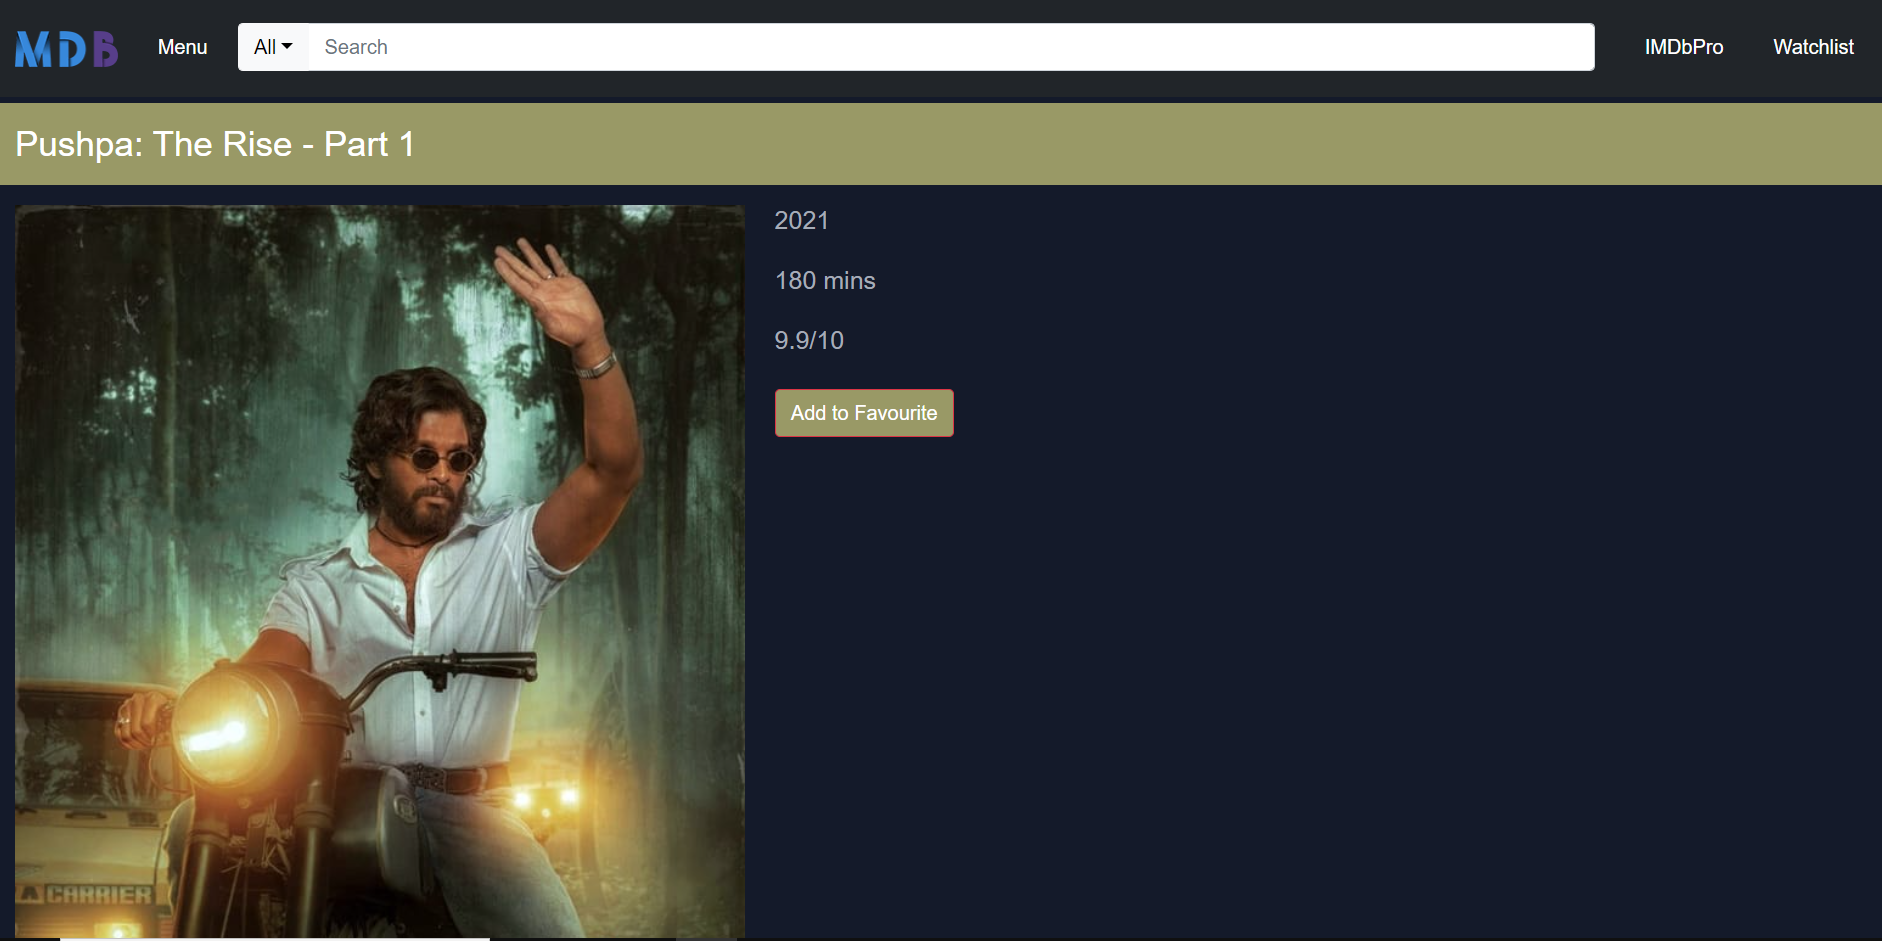 MDB
Menu
All
Search
IMDbPro
Watchlist
Pushpa: The Rise - Part 1
2021
180 mins
9.9/10
Add to Favourite
A CARRIER